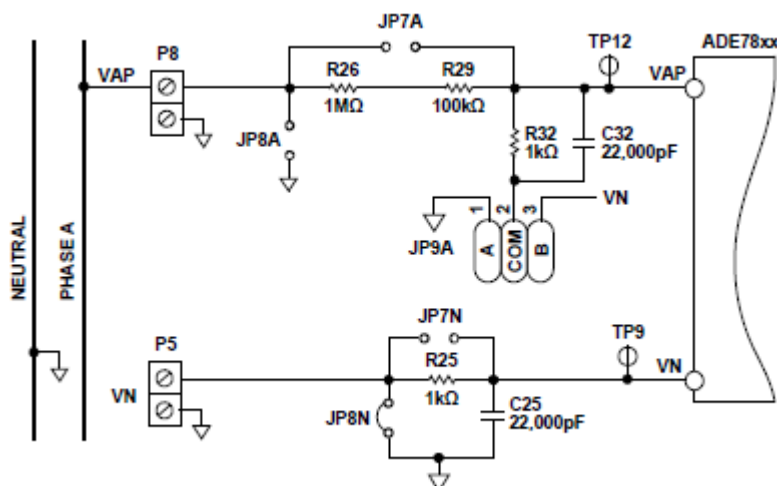 JP7A
P8
R26
R29
TP12
ADE78xx
VAP
VAP
1MΩ
100kΩ
JP8A
R32
1kΩ
C32
22,000pF
1
2
3
VN
JP9A
A
COM
B
NEUTRAL
PHASE A
JP7N
P5
R25
TP9
VN
VN
1kΩ
JP8N
C25
22,000pF